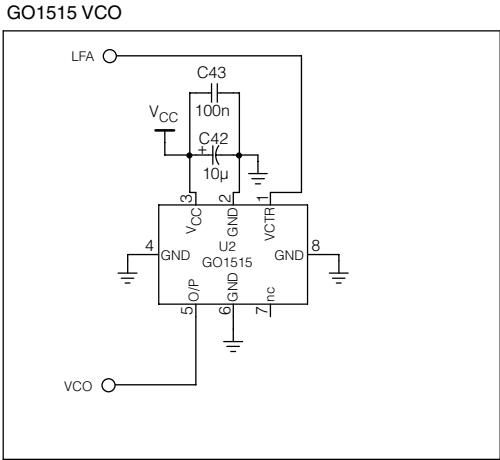 GO1515 VCO
LFA
C43
100n
VCC
C42
+
10µ
3
2
1
VCC
GND
VCTR
U2
GO1515
4
GND
GND
8
O/P
GND
nc
5
6
7
VCO